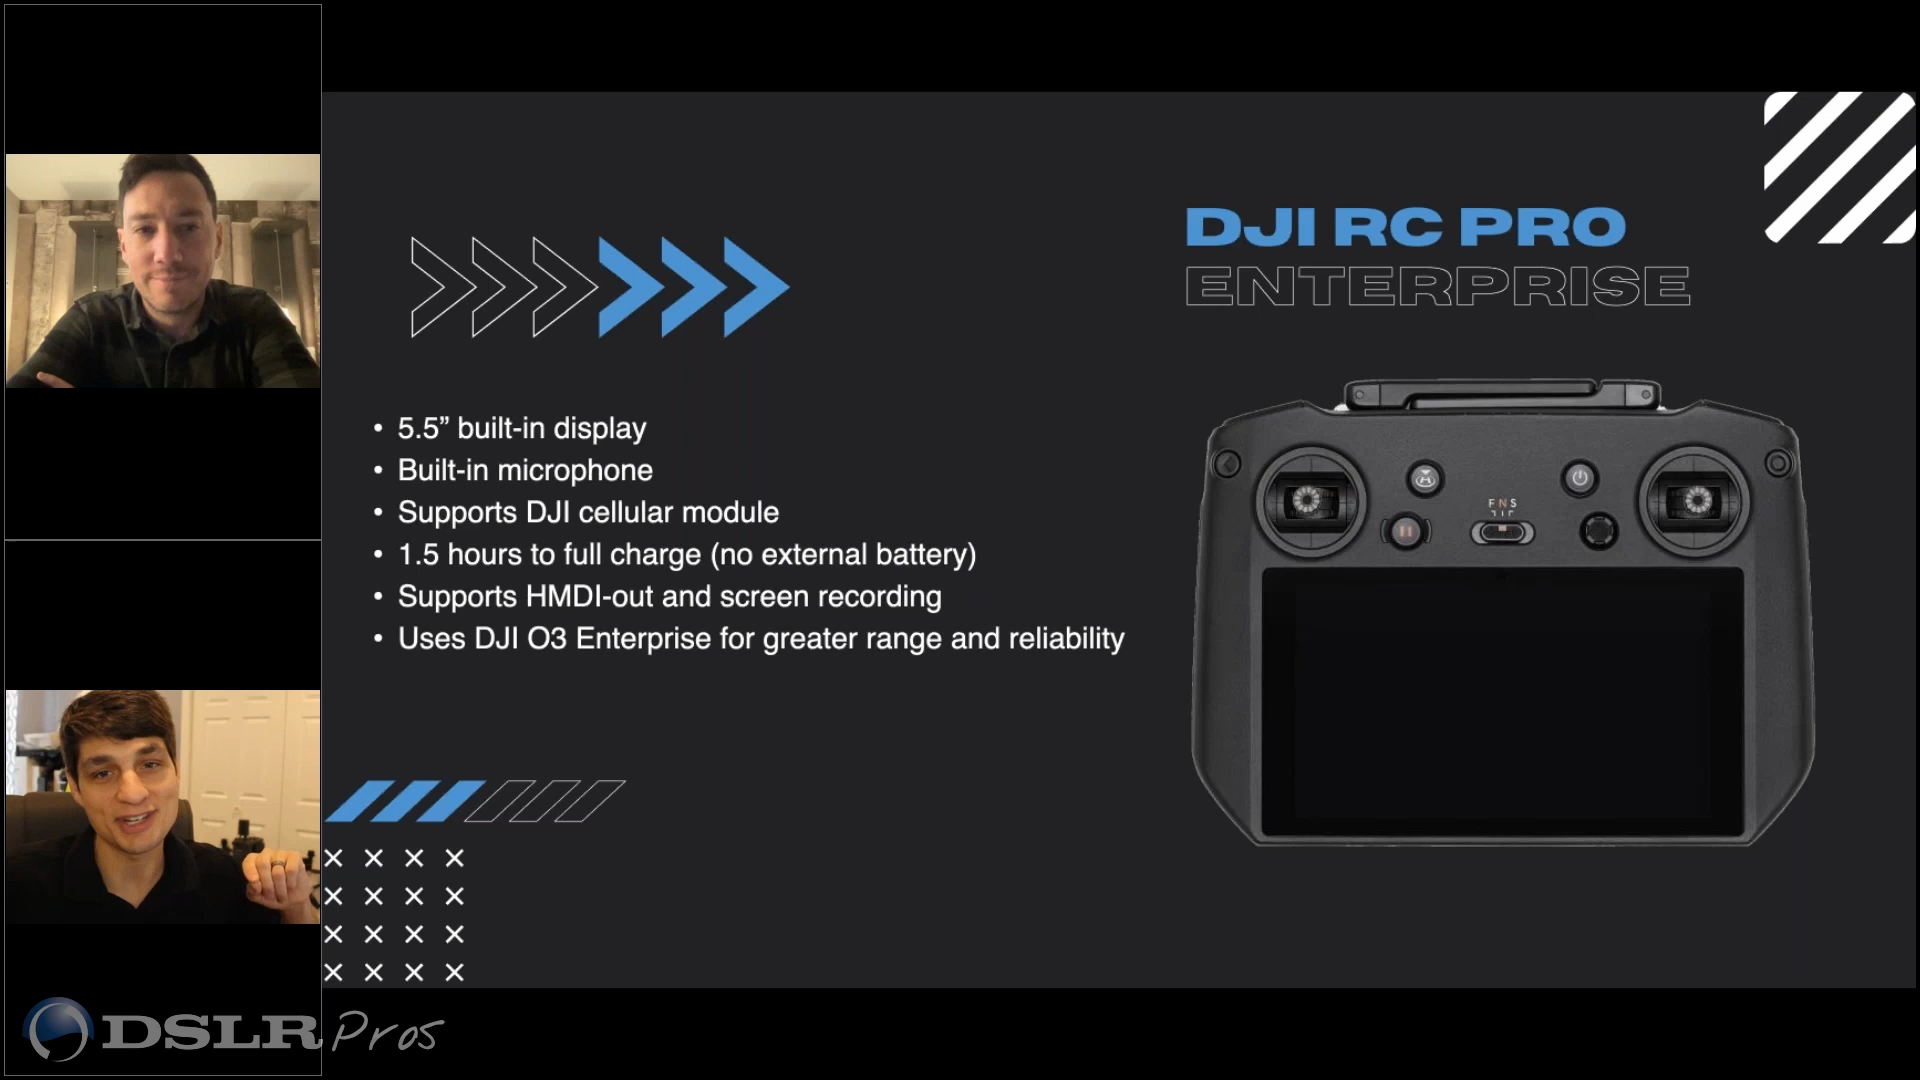 DJI RC PRO
ENTERPRISE
• 5.5” built-in display
• Built-in microphone
• Supports DJI cellular module
• 1.5 hours to full charge (no external battery)
• Supports HMDI-out and screen recording
• Uses DJI O3 Enterprise for greater range and reliability
F N S
DSLR Pros